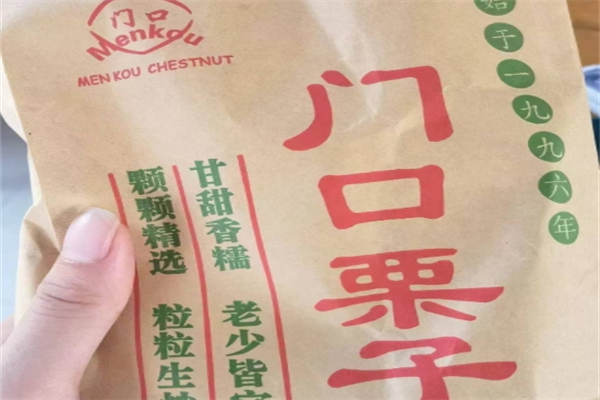 门口
Menkou
MEN KOU CHESTNUT
门口栗子
始于一九九六年
甘甜香糯 老少皆宜
颗颗精选 粒粒生